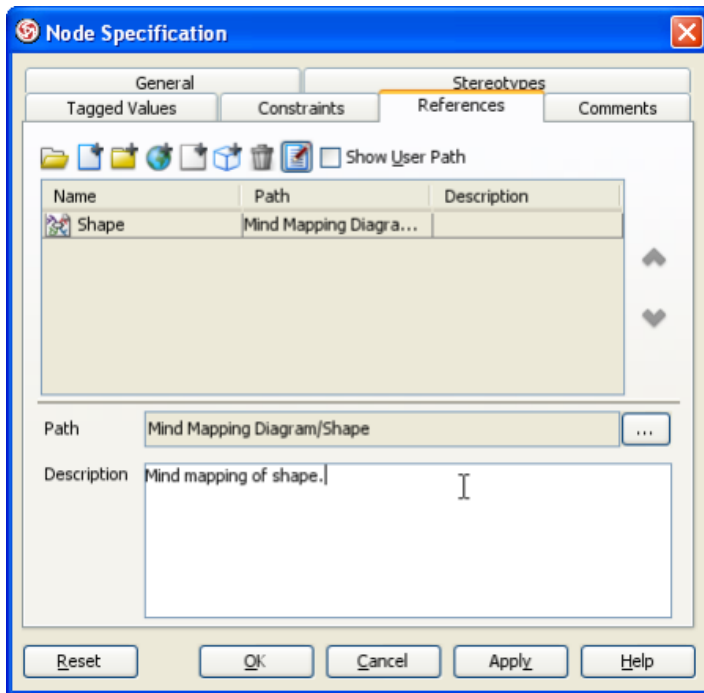 Node Specification
General Stereotypes
Tagged Values Constraints References Comments
Show User Path
Name Path Description
Shape Mind Mapping Diagra...
Path Mind Mapping Diagram/Shape ...
Description Mind mapping of shape.
Reset OK Cancel Apply Help